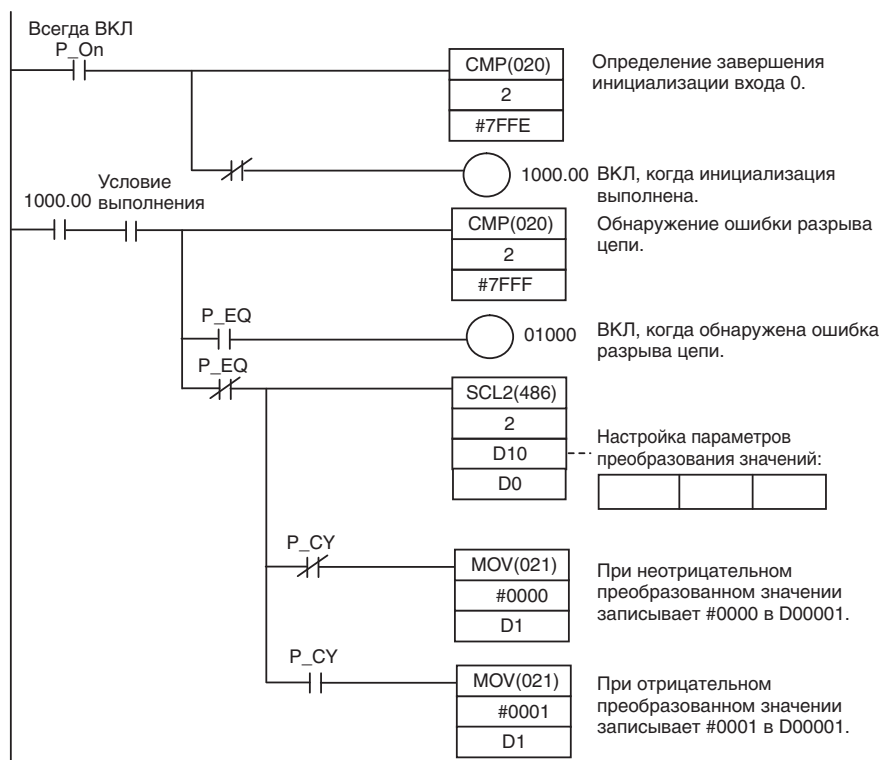 Всегда ВКЛ
P_On
CMP(020)
2
#7FFE
Определение завершения
инициализации входа 0.
1000.00
ВКЛ, когда инициализация
выполнена.
1000.00
Условие
выполнения
CMP(020)
2
#7FFF
Обнаружение ошибки разрыва
цепи.
P_EQ
01000
ВКЛ, когда обнаружена ошибка
разрыва цепи.
P_EQ
SCL2(486)
2
D10
D0
Настройка параметров
преобразования значений:
P_CY
MOV(021)
#0000
D1
При неотрицательном
преобразованном значении
записывает #0000 в D00001.
P_CY
MOV(021)
#0001
D1
При отрицательном
преобразованном значении
записывает #0001 в D00001.